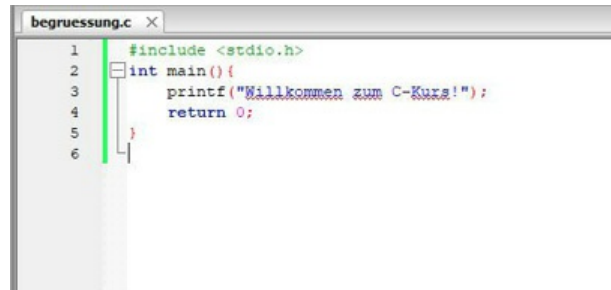 begruessung.c
1 #include <stdio.h>
2 int main(){
3 printf("Willkommen zum C-Kurs!");
4 return 0;
5 }
6